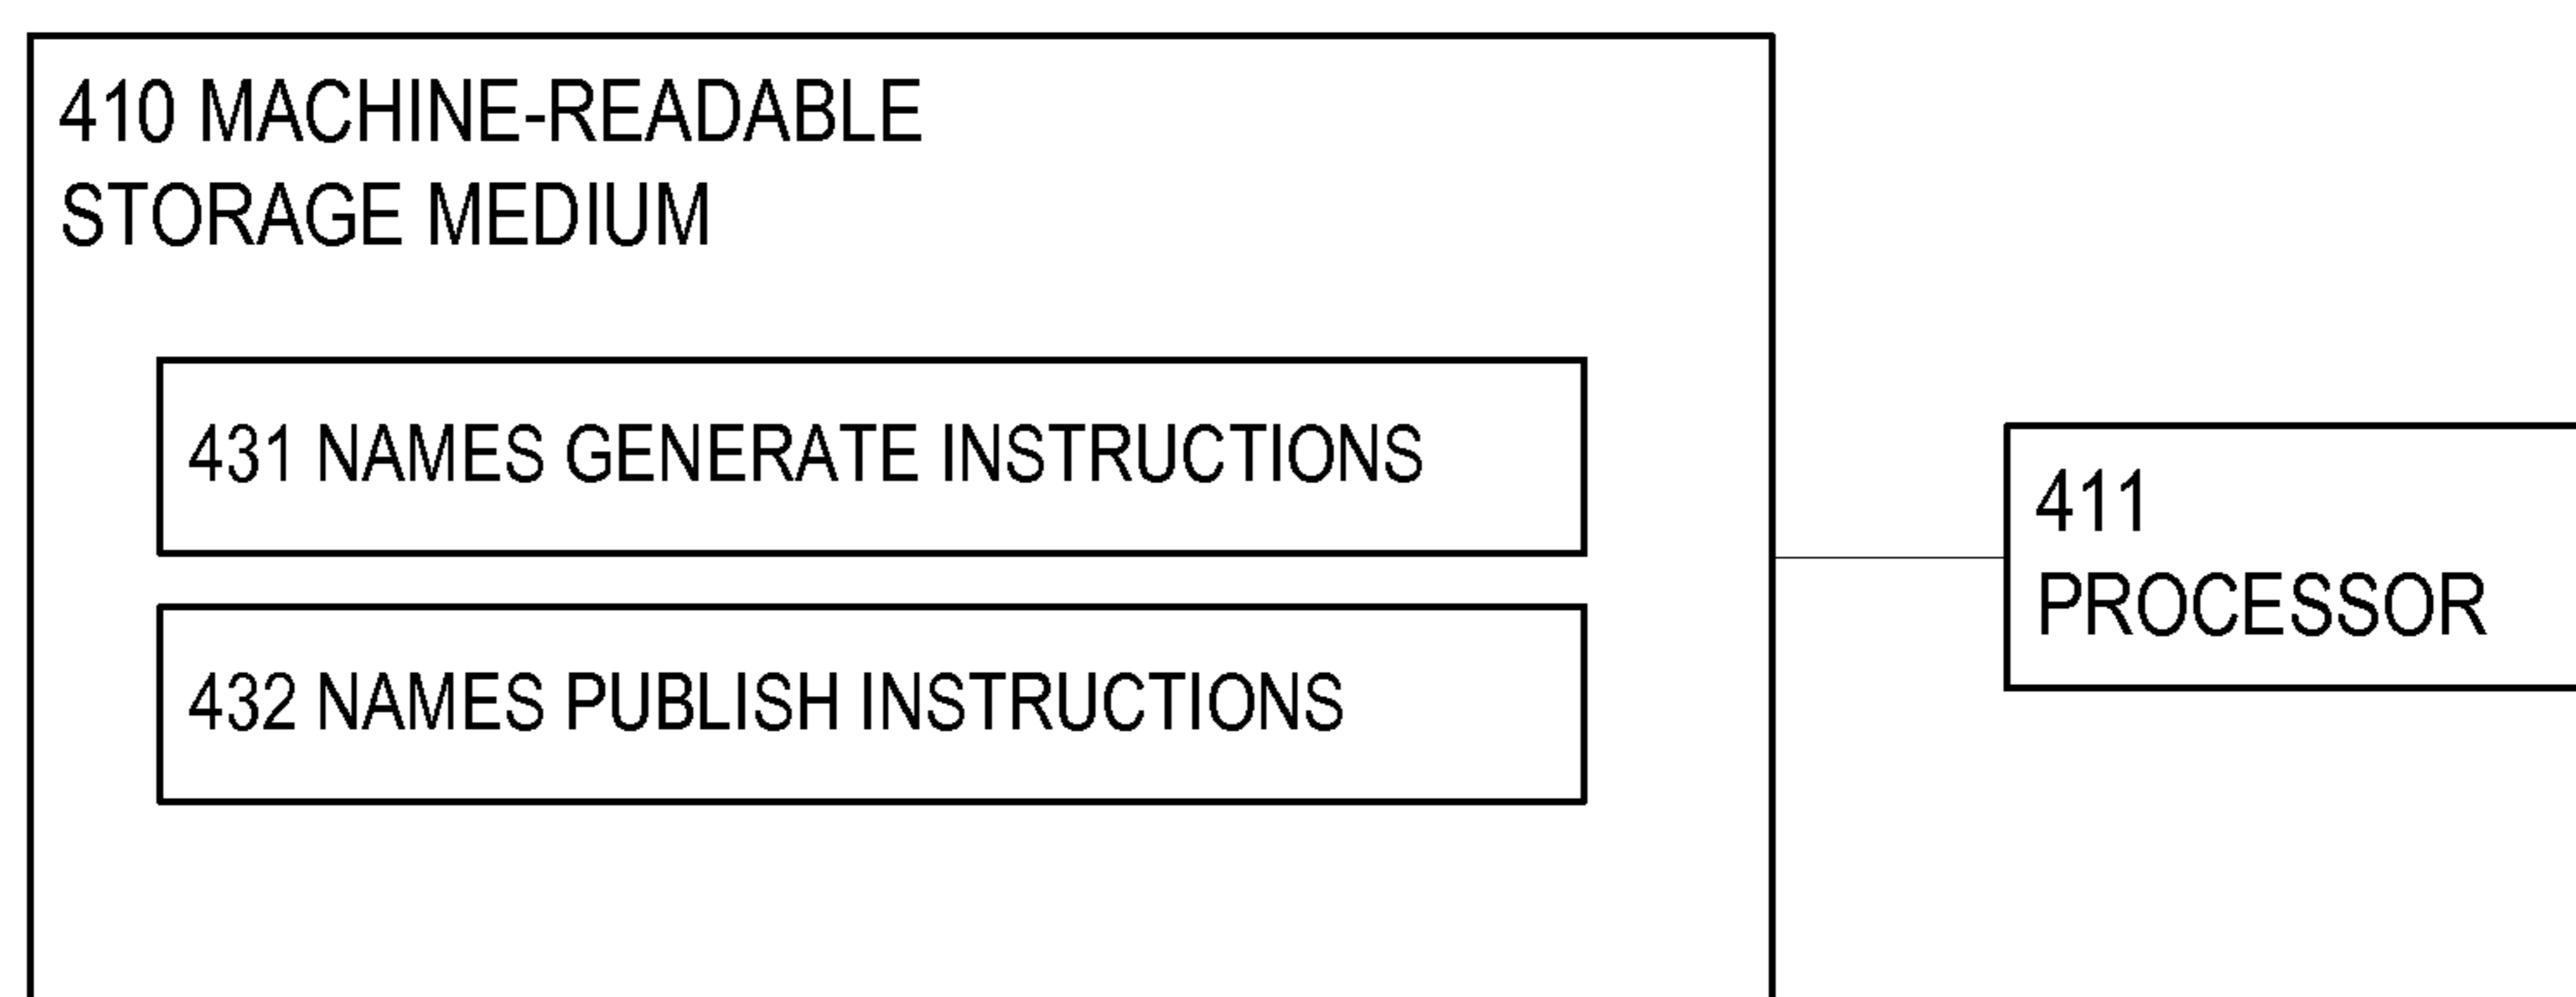 410 MACHINE-READABLE
STORAGE MEDIUM
431 NAMES GENERATE INSTRUCTIONS
432 NAMES PUBLISH INSTRUCTIONS
411
PROCESSOR